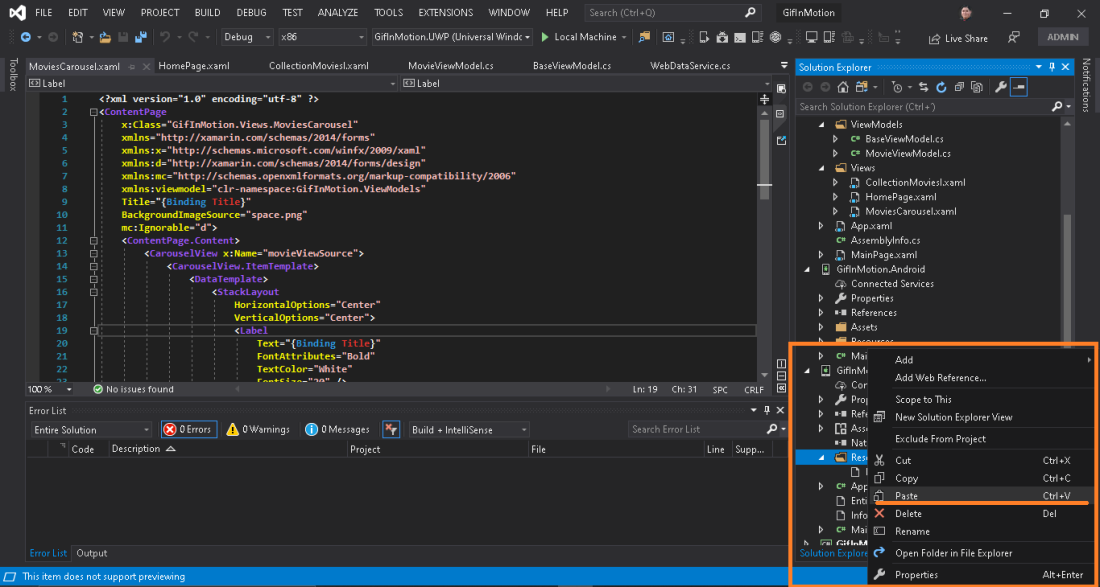 FILE EDIT VIEW PROJECT BUILD DEBUG TEST ANALYZE TOOLS EXTENSIONS WINDOW HELP Search (Ctrl+Q) GifInMotion
Debug x86 GifInMotion.UWP (Universal Windo Local Machine Live Share ADMIN
Toolbox
MoviesCarousel.xaml HomePage.xaml CollectionMoviesl.xaml MovieViewModel.cs BaseViewModel.cs WebDataService.cs
Label Label
1 <?xml version="1.0" encoding="utf-8" ?>
2 <ContentPage
3 x:Class="GifInMotion.Views.MoviesCarousel"
4 xmlns="http://xamarin.com/schemas/2014/forms"
5 xmlns:x="http://schemas.microsoft.com/winfx/2009/xaml"
6 xmlns:d="http://xamarin.com/schemas/2014/forms/design"
7 xmlns:mc="http://schemas.openxmlformats.org/markup-compatibility/2006"
8 xmlns:viewmodel="clr-namespace:GifInMotion.ViewModels"
9 Title="{Binding Title}"
10 BackgroundImageSource="space.png"
11 mc:Ignorable="d">
12 <ContentPage.Content>
13 <CarouselView x:Name="movieViewSource">
14 <CarouselView.ItemTemplate>
15 <DataTemplate>
16 <StackLayout
17 HorizontalOptions="Center"
18 VerticalOptions="Center">
19 <Label
20 Text="{Binding Title}"
21 FontAttributes="Bold"
22 TextColor="White"
23 FontSize="20" />
100 % No issues found Ln: 19 Ch: 31 SPC CRLF
Error List
Entire Solution 0 Errors 0 Warnings 0 Messages Build + IntelliSense Search Error List
Code Description Project File Line Supp...
Error List Output
This item does not support previewing
Solution Explorer
Notifications
Search Solution Explorer (Ctrl+')
ViewModels
C# BaseViewModel.cs
C# MovieViewModel.cs
Views
CollectionMoviesl.xaml
HomePage.xaml
MoviesCarousel.xaml
App.xaml
C# AssemblyInfo.cs
MainPage.xaml
GifInMotion.Android
Connected Services
Properties
References
Assets
Resources
C# Mai
GifInM
Con
Prop
Refe
Asse
Nat
Reso
C# App
Enti
Info
C# Mai
GifInM
Solution Explore
Add
Add Web Reference...
Scope to This
New Solution Explorer View
Exclude From Project
Cut Ctrl+X
Copy Ctrl+C
Paste Ctrl+V
Delete Del
Rename
Open Folder in File Explorer
Properties Alt+Enter